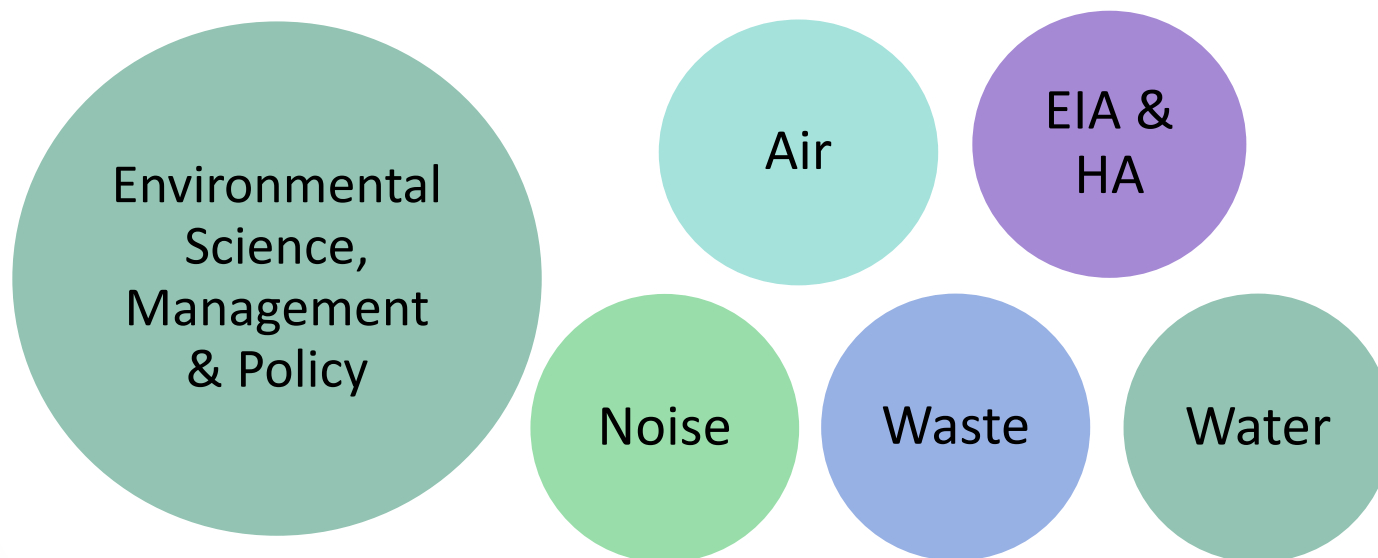 Environmental
Science,
Management
& Policy
Air
EIA &
HA
Noise
Waste
Water